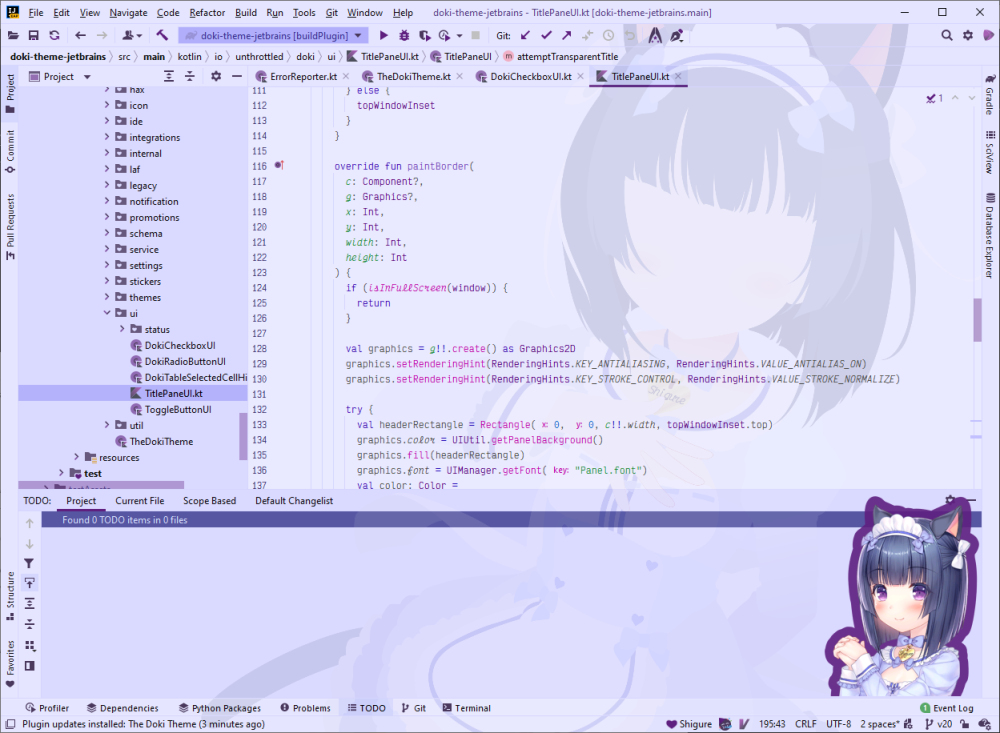 File Edit View Navigate Code Refactor Build Run Tools Git Window Help doki-theme-jetbrains - TitlePaneUI.kt [doki-theme-jetbrains.main]
doki-theme-jetbrains [buildPlugin] Git:
doki-theme-jetbrains src main kotlin io unthrottled doki ui TitlePaneUI.kt TitlePaneUI attemptTransparentTitle
Project
Commit
Pull Requests
Structure
Favorites
Project
hax
icon
ide
integrations
internal
laf
legacy
notification
promotions
schema
service
settings
stickers
themes
ui
status
DokiCheckboxUI
DokiRadioButtonUI
DokiTableSelectedCellHi
TitlePaneUI.kt
ToggleButtonUI
util
TheDokiTheme
resources
test
ErrorReporter.kt TheDokiTheme.kt DokiCheckboxUI.kt TitlePaneUI.kt
1
111 } else {
112 topWindowInset
113 }
114 }
115
116 override fun paintBorder(
117 c: Component?,
118 g: Graphics?,
119 x: Int,
120 y: Int,
121 width: Int,
122 height: Int
123 ) {
124 if (isInFullScreen(window)) {
125 return
126 }
127
128 val graphics = g!!.create() as Graphics2D
129 graphics.setRenderingHint(RenderingHints.KEY_ANTIALIASING, RenderingHints.VALUE_ANTIALIAS_ON)
130 graphics.setRenderingHint(RenderingHints.KEY_STROKE_CONTROL, RenderingHints.VALUE_STROKE_NORMALIZE)
131
132 try {
133 val headerRectangle = Rectangle( x: 0, y: 0, c!!.width, topWindowInset.top)
134 graphics.color = UIUtil.getPanelBackground()
135 graphics.fill(headerRectangle)
136 graphics.font = UIManager.getFont( key: "Panel.font")
137 val color: Color =
Shigure
Gradle
SciView
Database Explorer
TODO: Project Current File Scope Based Default Changelist
Found 0 TODO items in 0 files
Profiler Dependencies Python Packages Problems TODO Git Terminal 1 Event Log
Plugin updates installed: The Doki Theme (3 minutes ago) Shigure 195:43 CRLF UTF-8 2 spaces* v20